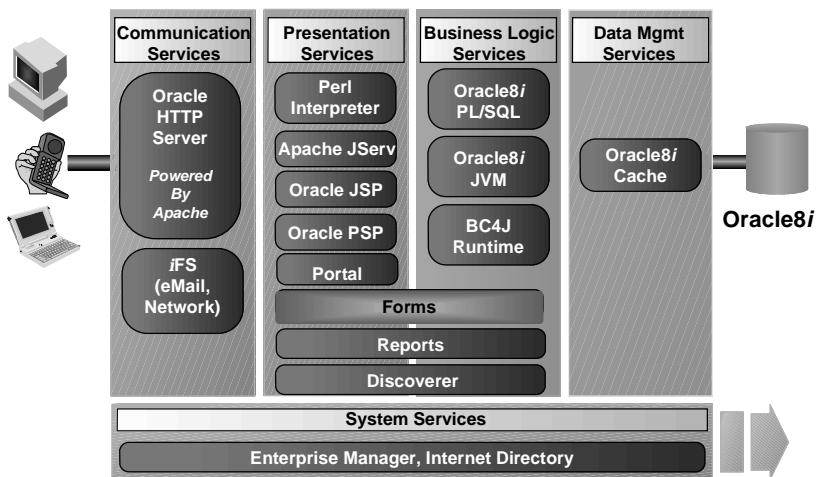 Communication
Services
Oracle
HTTP
Server
Powered
By
Apache
iFS
(eMail,
Network)
Presentation
Services
Perl
Interpreter
Apache JServ
Oracle JSP
Oracle PSP
Portal
Business Logic
Services
Oracle8i
PL/SQL
Oracle8i
JVM
BC4J
Runtime
Forms
Reports
Discoverer
Data Mgmt
Services
Oracle8i
Cache
Oracle8i
System Services
Enterprise Manager, Internet Directory